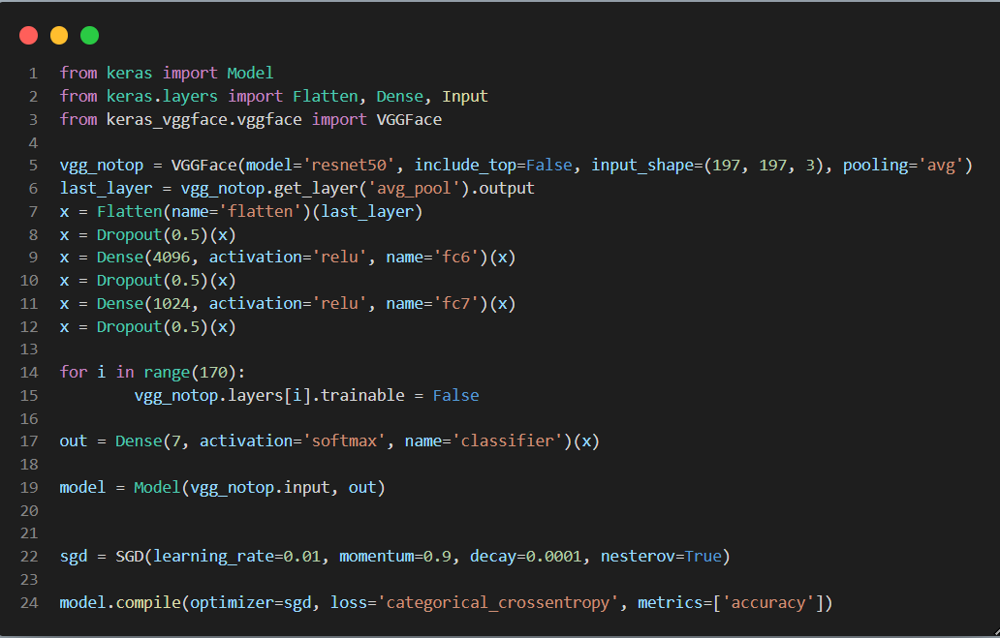 1 from keras import Model
2 from keras.layers import Flatten, Dense, Input
3 from keras_vggface.vggface import VGGFace
4
5 vgg_notop = VGGFace(model='resnet50', include_top=False, input_shape=(197, 197, 3), pooling='avg')
6 last_layer = vgg_notop.get_layer('avg_pool').output
7 x = Flatten(name='flatten')(last_layer)
8 x = Dropout(0.5)(x)
9 x = Dense(4096, activation='relu', name='fc6')(x)
10 x = Dropout(0.5)(x)
11 x = Dense(1024, activation='relu', name='fc7')(x)
12 x = Dropout(0.5)(x)
13
14 for i in range(170):
15         vgg_notop.layers[i].trainable = False
16
17 out = Dense(7, activation='softmax', name='classifier')(x)
18
19 model = Model(vgg_notop.input, out)
20
21
22 sgd = SGD(learning_rate=0.01, momentum=0.9, decay=0.0001, nesterov=True)
23
24 model.compile(optimizer=sgd, loss='categorical_crossentropy', metrics=['accuracy'])